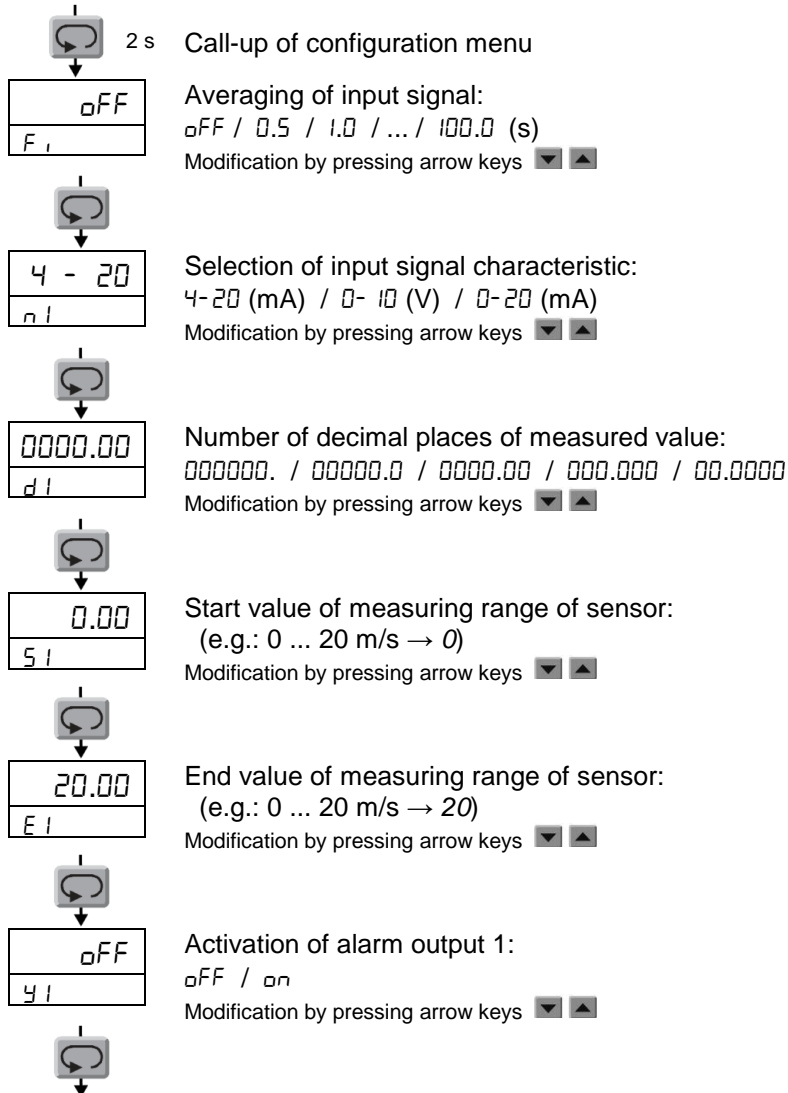 2 s Call-up of configuration menu
oFF
Fi
Averaging of input signal:
oFF / 0.5 / 1.0 / ... / 100.0 (s)
Modification by pressing arrow keys
4 - 20
n1
Selection of input signal characteristic:
4-20 (mA) / 0- 10 (V) / 0-20 (mA)
Modification by pressing arrow keys
0000.00
d1
Number of decimal places of measured value:
000000. / 00000.0 / 0000.00 / 000.000 / 00.0000
Modification by pressing arrow keys
0.00
S1
Start value of measuring range of sensor:
(e.g.: 0 ... 20 m/s → 0)
Modification by pressing arrow keys
20.00
E1
End value of measuring range of sensor:
(e.g.: 0 ... 20 m/s → 20)
Modification by pressing arrow keys
oFF
y1
Activation of alarm output 1:
oFF / on
Modification by pressing arrow keys